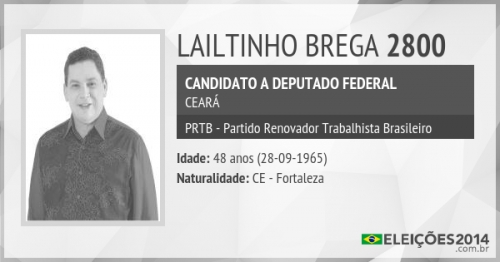 LAILTINHO BREGA 2800
CANDIDATO A DEPUTADO FEDERAL
CEARÁ
PRTB - Partido Renovador Trabalhista Brasileiro
Idade: 48 anos (28-09-1965)
Naturalidade: CE - Fortaleza
ELEIÇÕES2014
.com.br